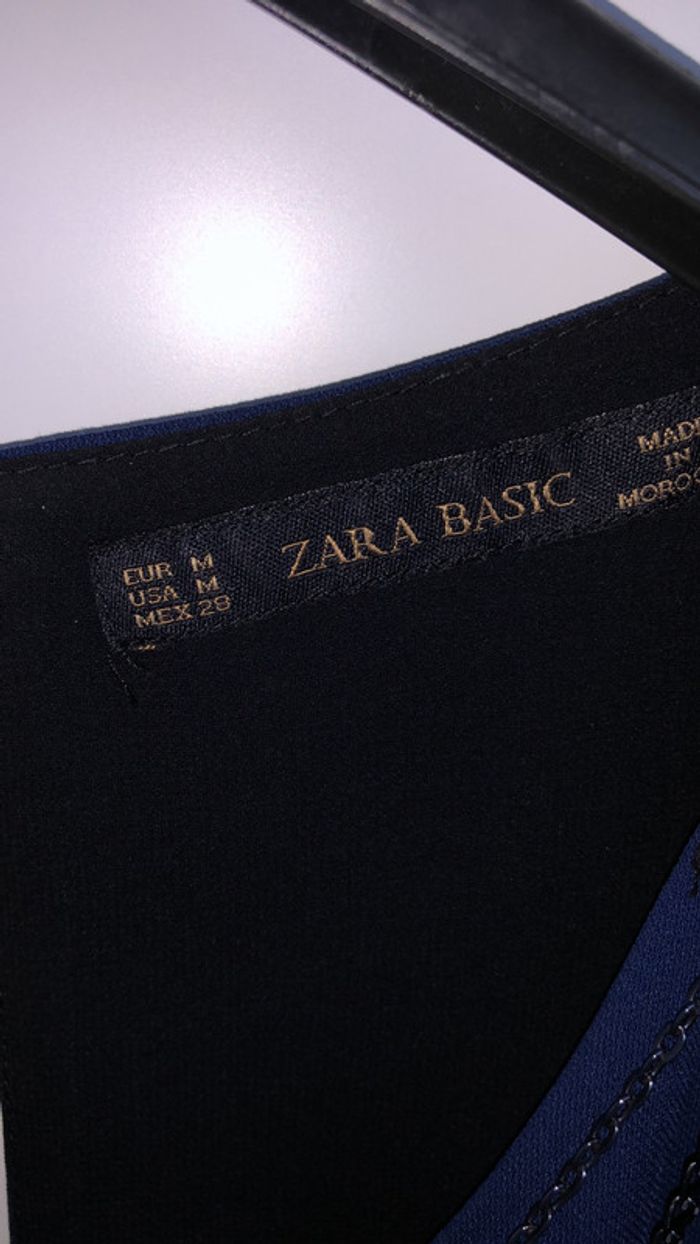 EUR M
USA M
MEX 28
ZARA BASIC
MADE
IN
MOROC